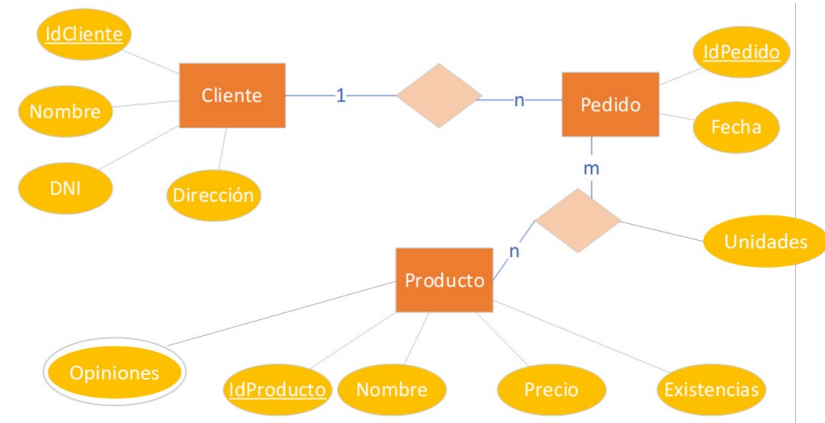 IdCliente
IdPedido
Cliente
1
n
Pedido
Nombre
Fecha
DNI
Dirección
m
Unidades
n
Producto
Opiniones
IdProducto
Nombre
Precio
Existencias